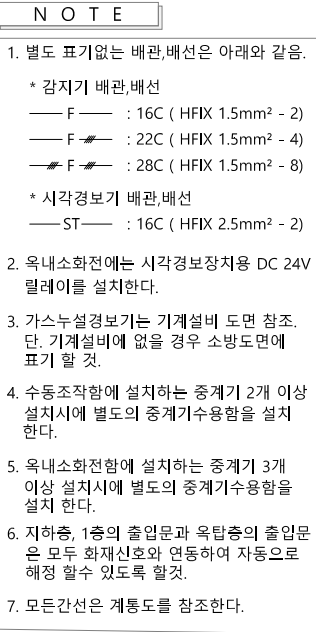 N O T E
1. 별도 표기없는 배관,배선은 아래와 같음.
* 감지기 배관,배선
F : 16C ( HFIX 1.5mm² - 2)
F : 22C ( HFIX 1.5mm² - 4)
F : 28C ( HFIX 1.5mm² - 8)
* 시각경보기 배관,배선
ST : 16C ( HFIX 2.5mm² - 2)
2. 옥내소화전에는 시각경보장치용 DC 24V
릴레이를 설치한다.
3. 가스누설경보기는 기계설비 도면 참조.
단. 기계설비에 없을 경우 소방도면에
표기 할 것.
4. 수동조작함에 설치하는 중계기 2개 이상
설치시에 별도의 중계기수용함을 설치
한다.
5. 옥내소화전함에 설치하는 중계기 3개
이상 설치시에 별도의 중계기수용함을
설치 한다.
6. 지하층, 1층의 출입문과 옥탑층의 출입문
은 모두 화재신호와 연동하여 자동으로
해정 할수 있도록 할것.
7. 모든간선은 계통도를 참조한다.